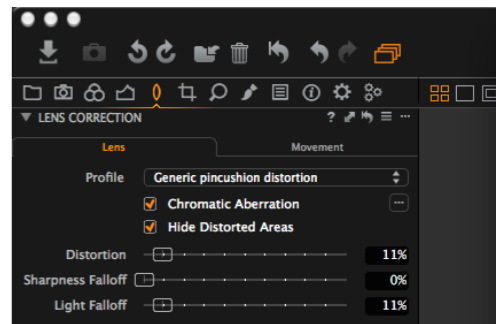 LENS CORRECTION
?
Lens Movement
Profile Generic pincushion distortion
Chromatic Aberration
Hide Distorted Areas
Distortion 11%
Sharpness Falloff 0%
Light Falloff 11%